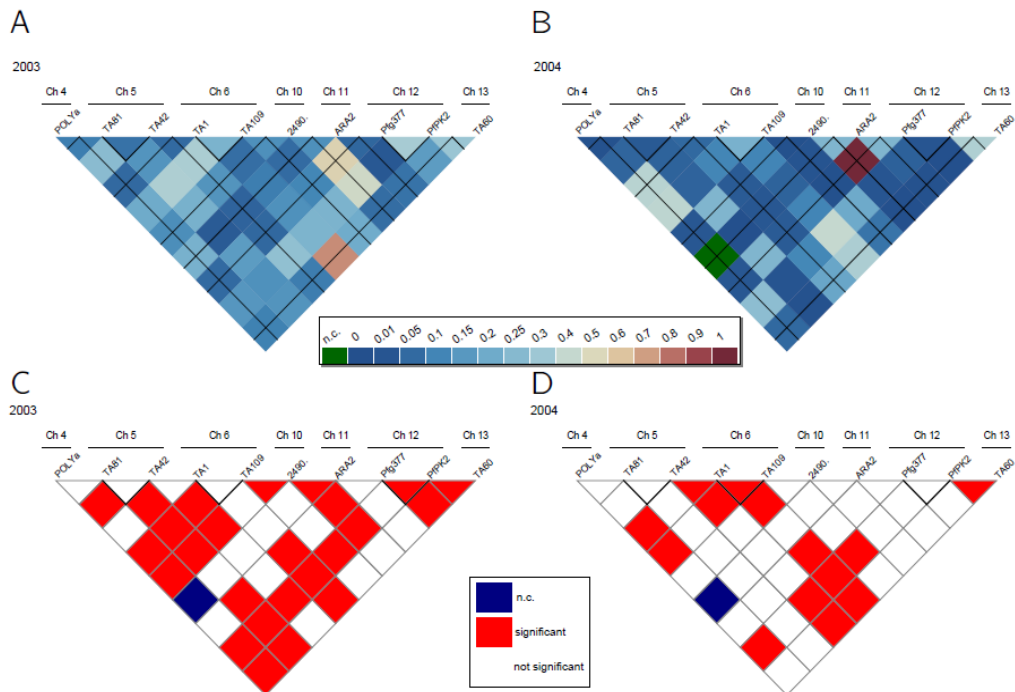 A
B
2003
2004
Ch 4 Ch 5 Ch 6 Ch 10 Ch 11 Ch 12 Ch 13
Ch 4 Ch 5 Ch 6 Ch 10 Ch 11 Ch 12 Ch 13
POLYa TA81 TA42 TA1 TA109 2490. ARA2 Pfg377 PfPK2 TA60
POLYa TA81 TA42 TA1 TA109 2490. ARA2 Pfg377 PfPK2 TA60
n.c. 0 0.01 0.05 0.1 0.15 0.2 0.25 0.3 0.4 0.5 0.6 0.7 0.8 0.9 1
C
D
2003
2004
Ch 4 Ch 5 Ch 6 Ch 10 Ch 11 Ch 12 Ch 13
Ch 4 Ch 5 Ch 6 Ch 10 Ch 11 Ch 12 Ch 13
POLYa TA81 TA42 TA1 TA109 2490. ARA2 Pfg377 PfPK2 TA60
POLYa TA81 TA42 TA1 TA109 2490. ARA2 Pfg377 PfPK2 TA60
n.c.
significant
not significant